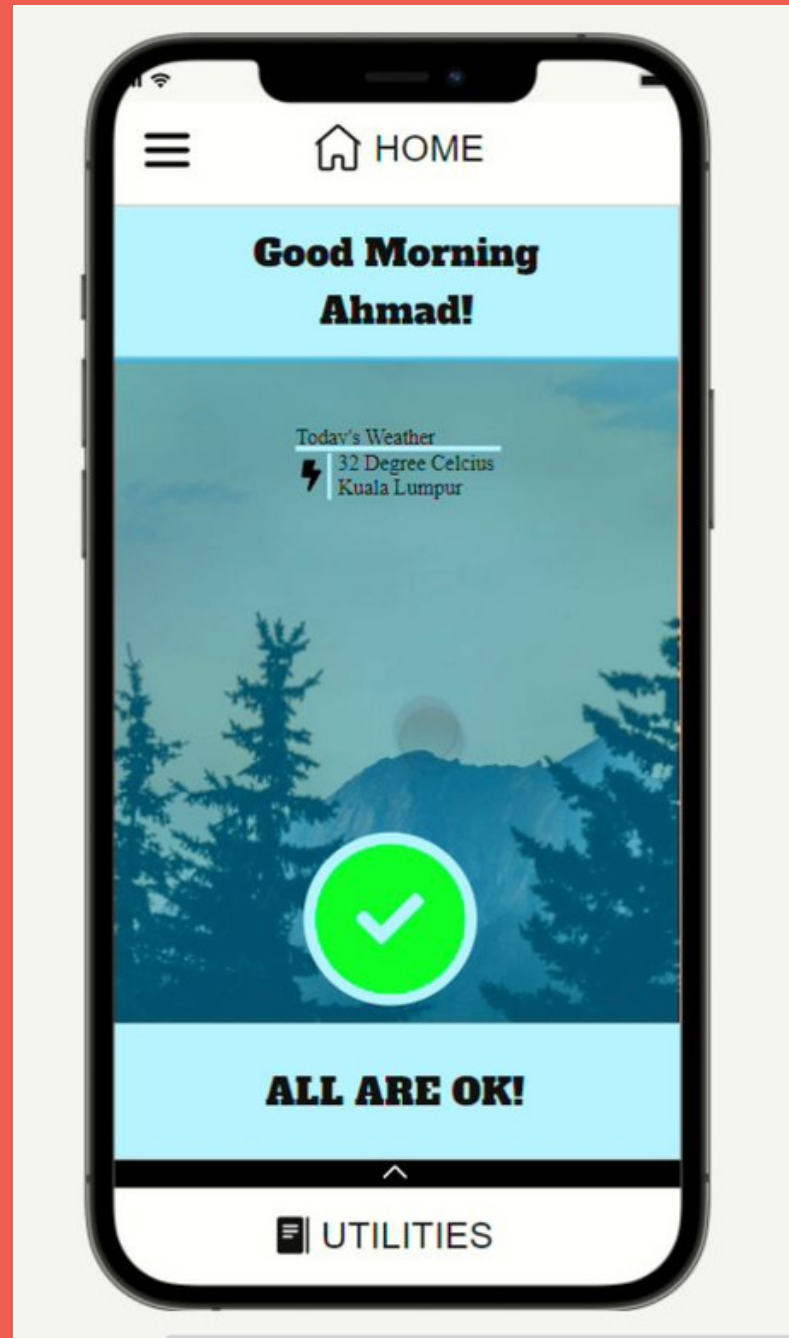 HOME
Good Morning
Ahmad!
Today's Weather
32 Degree Celcius
Kuala Lumpur
ALL ARE OK!
UTILITIES